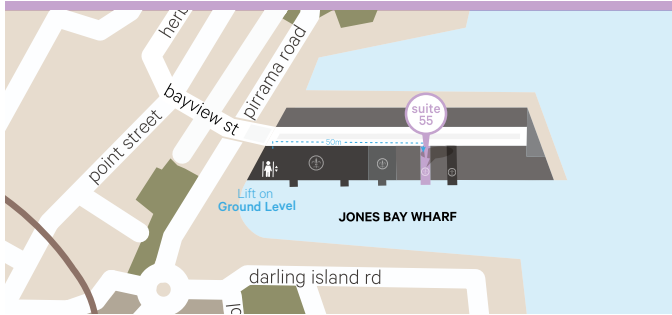 herb
pirrama road
bayview st
point street
suite
55
50m
Lift on
Ground Level
JONES BAY WHARF
darling island rd